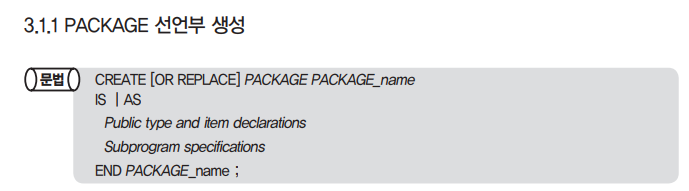 3.1.1 PACKAGE 선언부 생성
문법
CREATE [OR REPLACE] PACKAGE PACKAGE_name
IS | AS
Public type and item declarations
Subprogram specifications
END PACKAGE_name ;